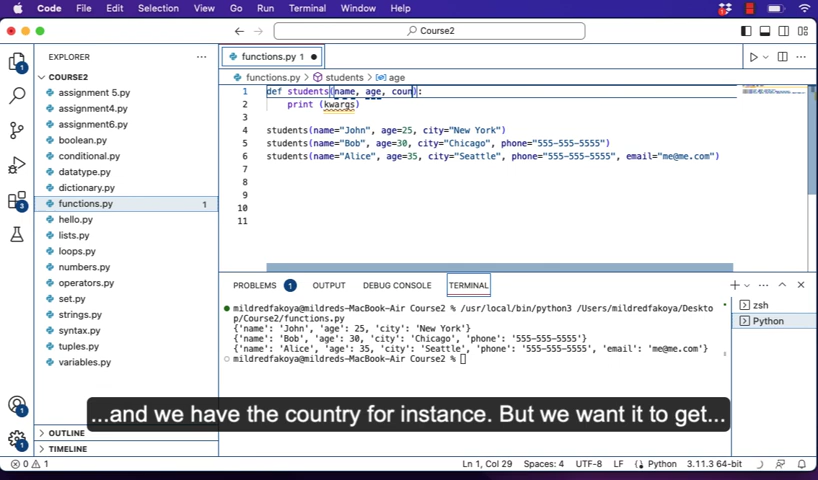 Code File Edit Selection View Go Run Terminal Window Help
Course2
EXPLORER
functions.py 1
COURSE2
functions.py > students > age
assignment 5.py
assignment4.py
assignment6.py
boolean.py
conditional.py
datatype.py
dictionary.py
functions.py 1
hello.py
lists.py
loops.py
numbers.py
operators.py
set.py
strings.py
syntax.py
tuples.py
variables.py
OUTLINE
TIMELINE
1 def students(name, age, coun):
2 print (kwargs)
3
4 students(name="John", age=25, city="New York")
5 students(name="Bob", age=30, city="Chicago", phone="555-555-5555")
6 students(name="Alice", age=35, city="Seattle", phone="555-555-5555", email="me@me.com")
7
8
9
10
11
PROBLEMS 1 OUTPUT DEBUG CONSOLE TERMINAL
mildredfakoya@mildreds-MacBook-Air Course2 % /usr/local/bin/python3 /Users/mildredfakoya/Deskto
p/Course2/functions.py
{'name': 'John', 'age': 25, 'city': 'New York'}
{'name': 'Bob', 'age': 30, 'city': 'Chicago', 'phone': '555-555-5555'}
{'name': 'Alice', 'age': 35, 'city': 'Seattle', 'phone': '555-555-5555', 'email': 'me@me.com'}
mildredfakoya@mildreds-MacBook-Air Course2 %
zsh
Python
1
3
1
1
...and we have the country for instance. But we want it to get...
0 1 Ln 1, Col 29 Spaces: 4 UTF-8 LF Python 3.11.3 64-bit